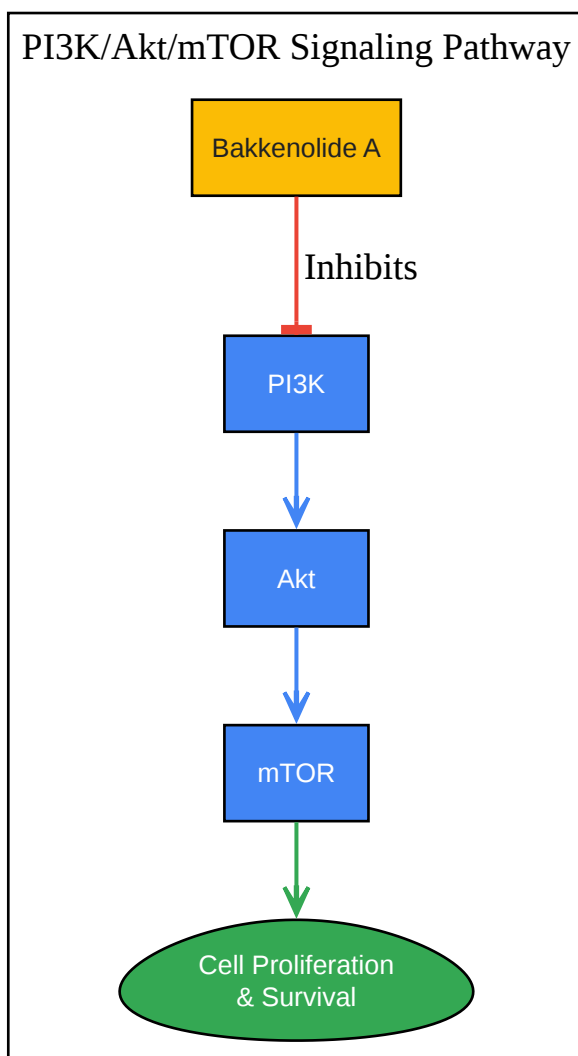 PI3K/Akt/mTOR Signaling Pathway
Bakkenolide A
Inhibits
PI3K
Akt
mTOR
Cell Proliferation
& Survival